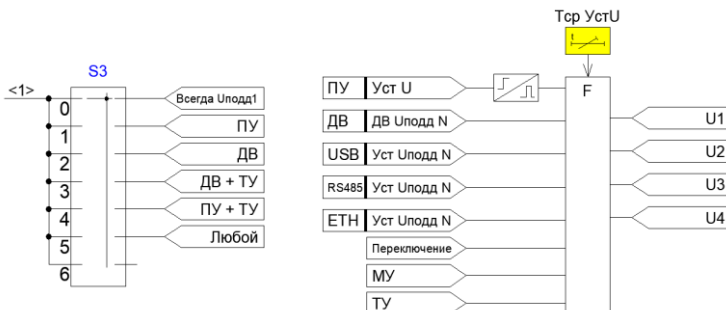 S3
<1>
0
1
2
3
4
5
6
Всегда Uподд1
ПУ
ДВ
ДВ + ТУ
ПУ + ТУ
Любой
Тср УстU
t
F
ПУ Уст U
ДВ ДВ Uподд N
USB Уст Uподд N
RS485 Уст Uподд N
ETH Уст Uподд N
Переключение
МУ
ТУ
U1
U2
U3
U4